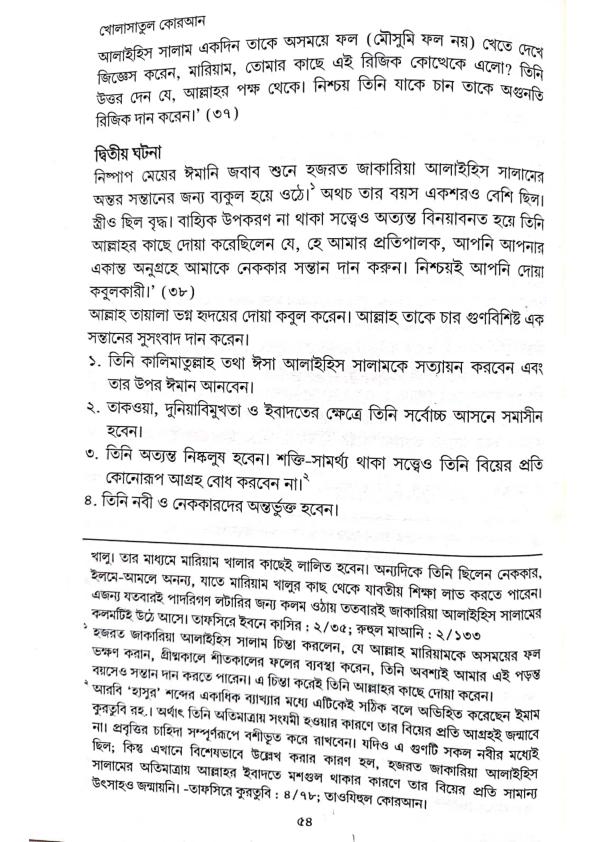 খোলাসাতুল কোরআন
আলাইহিস সালাম একদিন তাকে অসময়ে ফল (মৌসুমি ফল নয়) খেতে দেখে
জিজ্ঞেস করেন, মারিয়াম, তোমার কাছে এই রিজিক কোত্থেকে এলো? তিনি
উত্তর দেন যে, আল্লাহর পক্ষ থেকে। নিশ্চয় তিনি যাকে চান তাকে অগুনতি
রিজিক দান করেন।’ (৩৭)
দ্বিতীয় ঘটনা
নিষ্পাপ মেয়ের ঈমানি জবাব শুনে হজরত জাকারিয়া আলাইহিস সালামের
অন্তর সন্তানের জন্য ব্যকুল হয়ে ওঠে।১ অথচ তার বয়স একশরও বেশি ছিল।
স্ত্রীও ছিল বৃদ্ধা। বাহ্যিক উপকরণ না থাকা সত্ত্বেও অত্যন্ত বিনয়াবনত হয়ে তিনি
আল্লাহর কাছে দোয়া করেছিলেন যে, হে আমার প্রতিপালক, আপনি আপনার
একান্ত অনুগ্রহে আমাকে নেককার সন্তান দান করুন। নিশ্চয়ই আপনি দোয়া
কবুলকারী।’ (৩৮)
আল্লাহ তায়ালা ভগ্ন হৃদয়ের দোয়া কবুল করেন। আল্লাহ তাকে চার গুণবিশিষ্ট এক
সন্তানের সুসংবাদ দান করেন।
১. তিনি কালিমাতুল্লাহ তথা ঈসা আলাইহিস সালামকে সত্যায়ন করবেন এবং
তার উপর ঈমান আনবেন।
২. তাকওয়া, দুনিয়াবিমুখতা ও ইবাদতের ক্ষেত্রে তিনি সর্বোচ্চ আসনে সমাসীন
হবেন।
৩. তিনি অত্যন্ত নিষ্কলুষ হবেন। শক্তি-সামর্থ্য থাকা সত্ত্বেও তিনি বিয়ের প্রতি
কোনোরূপ আগ্রহ বোধ করবেন না।২
৪. তিনি নবী ও নেককারদের অন্তর্ভুক্ত হবেন।
খালু। তার মাধ্যমে মারিয়াম খালার কাছেই লালিত হবেন। অন্যদিকে তিনি ছিলেন নেককার,
ইলমে-আমলে অনন্য, যাতে মারিয়াম খালুর কাছ থেকে যাবতীয় শিক্ষা লাভ করতে পারেন।
এজন্য যতবারই পাদরিগণ লটারির জন্য কলম ওঠায় ততবারই জাকারিয়া আলাইহিস সালামের
কলমটিই উঠে আসে। তাফসিরে ইবনে কাসির : ২/৩৫; রুহুল মাআনি : ২/১৩৩
১ হজরত জাকারিয়া আলাইহিস সালাম চিন্তা করলেন, যে আল্লাহ মারিয়ামকে অসময়ের ফল
ভক্ষণ করান, গ্রীষ্মকালে শীতকালের ফলের ব্যবস্থা করেন, তিনি অবশ্যই আমার এই পড়ন্ত
বয়সেও সন্তান দান করতে পারেন। এ চিন্তা করেই তিনি আল্লাহর কাছে দোয়া করেন।
২ আরবি ‘হাসুর’ শব্দের একাধিক ব্যাখ্যার মধ্যে এটিকেই সঠিক বলে অভিহিত করেছেন ইমাম
কুরতুবি রহ.। অর্থাৎ তিনি অতিমাত্রায় সংযমী হওয়ার কারণে তার বিয়ের প্রতি আগ্রহই জন্মাবে
না। প্রবৃত্তির চাহিদা সম্পূর্ণরূপে বশীভূত করে রাখবেন। যদিও এ গুণটি সকল নবীর মধ্যেই
ছিল; কিন্তু এখানে বিশেষভাবে উল্লেখ করার কারণ হল, হজরত জাকারিয়া আলাইহিস
সালামের অতিমাত্রায় আল্লাহর ইবাদতে মশগুল থাকার কারণে তার বিয়ের প্রতি সামান্য
উৎসাহও জন্মায়নি। -তাফসিরে কুরতুবি : ৪/৭৮; তাওযিহুল কোরআন।
৫৪